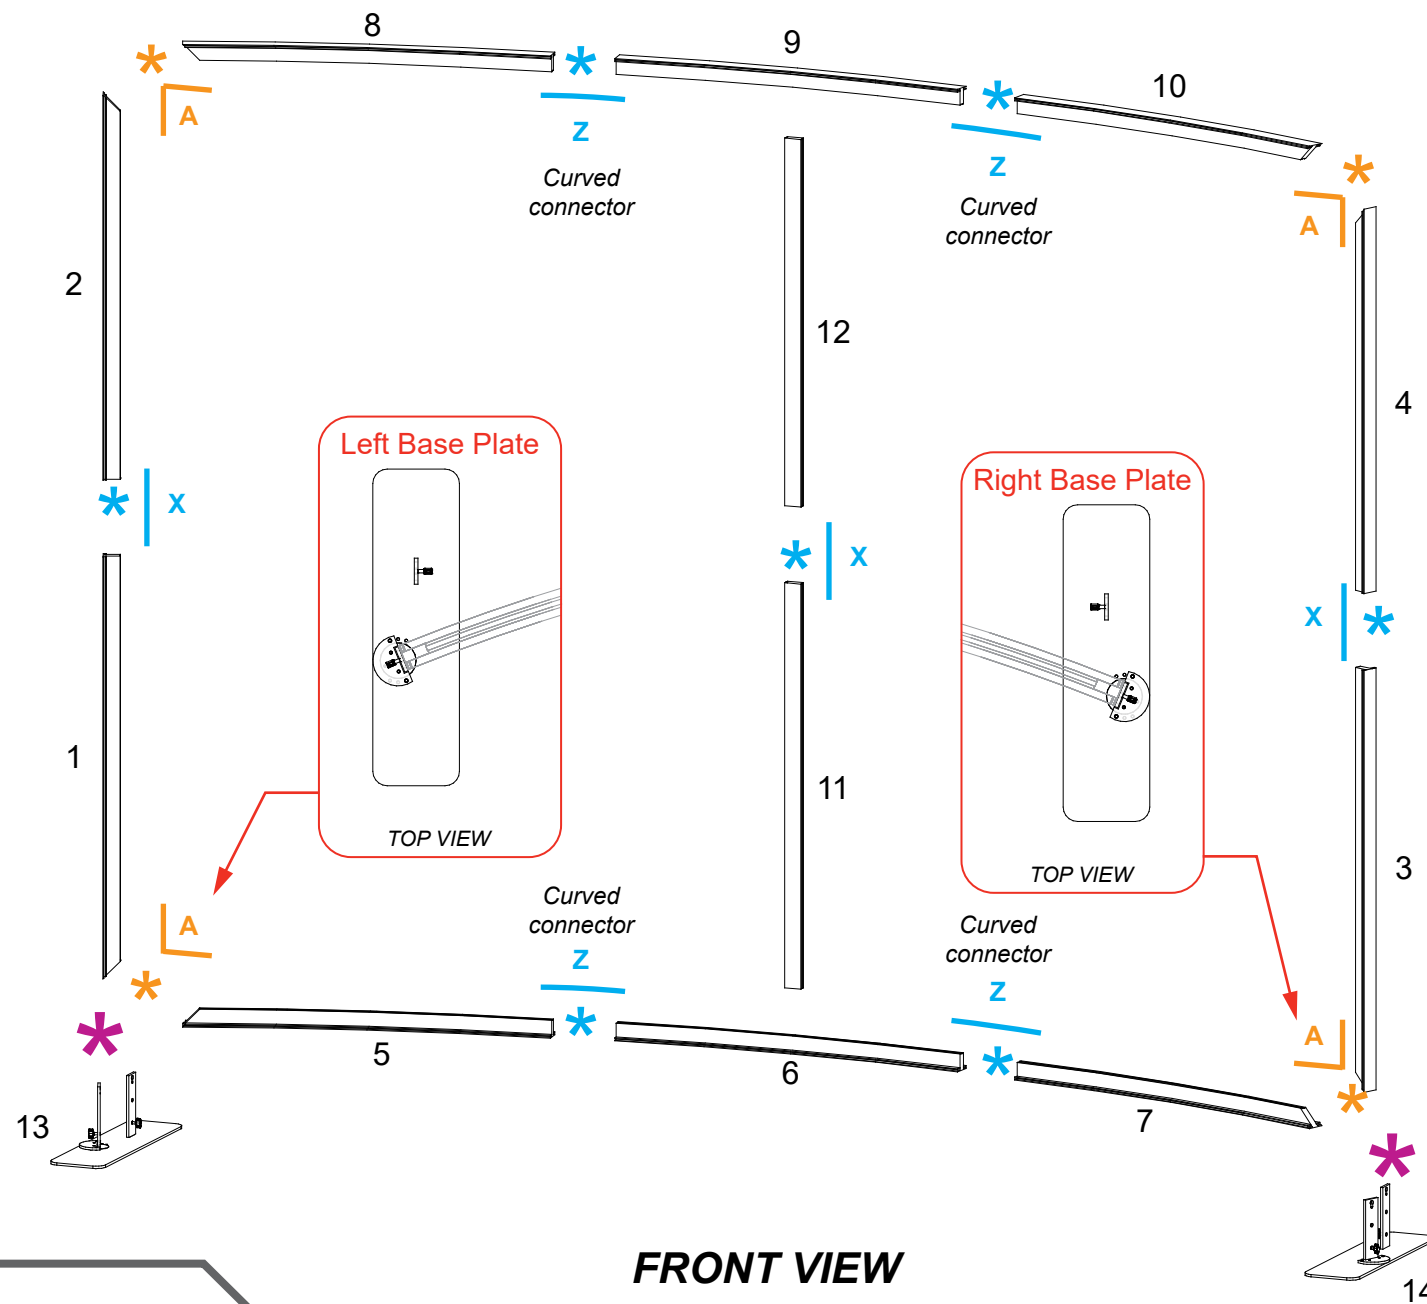 8
9
10
*
*
*
*
A
Z
Z
A
Curved
connector
Curved
connector
2
12
4
Left Base Plate
Right Base Plate
*
X
*
X
X
*
1
11
3
TOP VIEW
TOP VIEW
Curved
connector
Curved
connector
A
Z
Z
A
*
*
*
*
*
*
*
5
6
7
13
14
FRONT VIEW